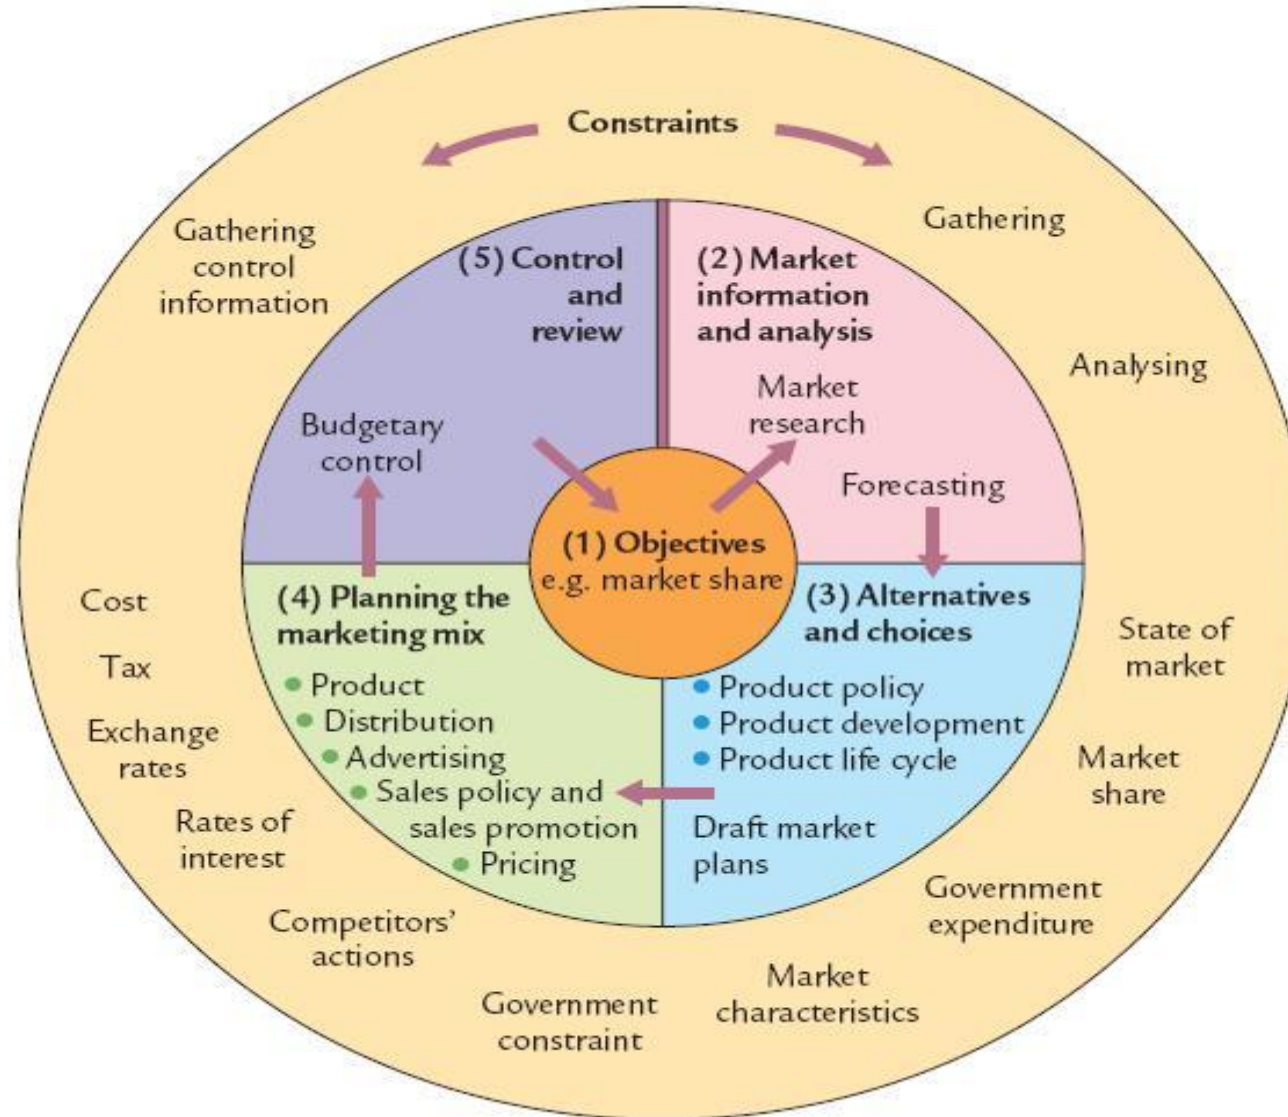 Constraints
Gathering
control
information
Gathering
Analysing
(5) Control
and
review
Budgetary
control
(2) Market
information
and analysis
Market
research
Forecasting
(1) Objectives
e.g. market share
(4) Planning the
marketing mix
• Product
• Distribution
• Advertising
• Sales policy and
sales promotion
• Pricing
(3) Alternatives
and choices
• Product policy
• Product development
• Product life cycle
Draft market
plans
Cost
Tax
Exchange
rates
Rates of
interest
Competitors’
actions
Government
constraint
Market
characteristics
Government
expenditure
Market
share
State of
market